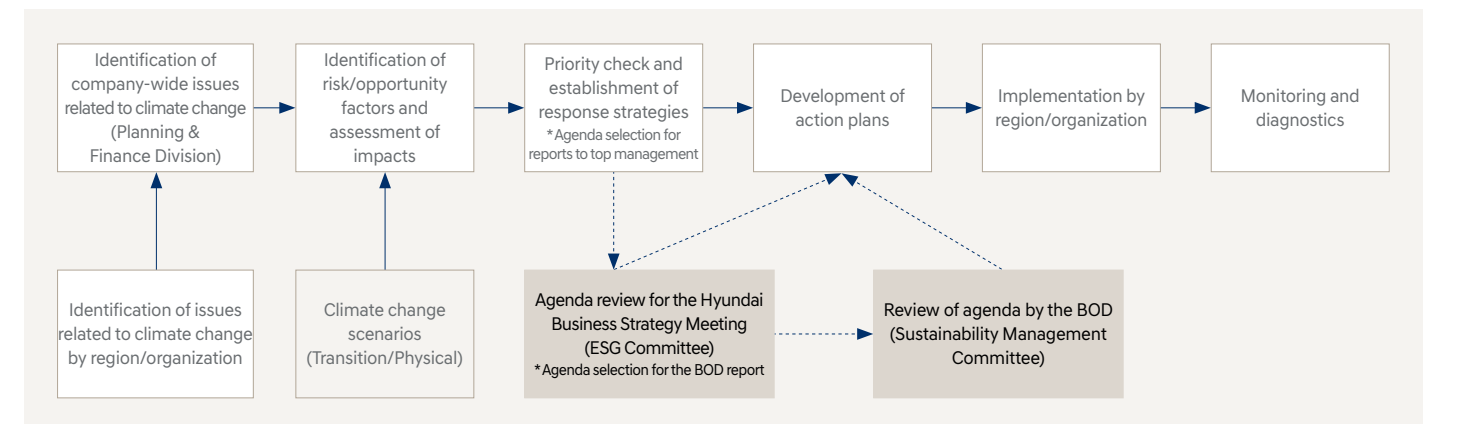 Identification of
company-wide issues
related to climate change
(Planning &
Finance Division)
Identification of
risk/opportunity
factors and
assessment of
impacts
Priority check and
establishment of
response strategies
* Agenda selection for
reports to top management
Development of
action plans
Implementation by
region/organization
Monitoring and
diagnostics
Identification of issues
related to climate change
by region/organization
Climate change
scenarios
(Transition/Physical)
Agenda review for the Hyundai
Business Strategy Meeting
(ESG Committee)
* Agenda selection for the BOD report
Review of agenda by the BOD
(Sustainability Management
Committee)